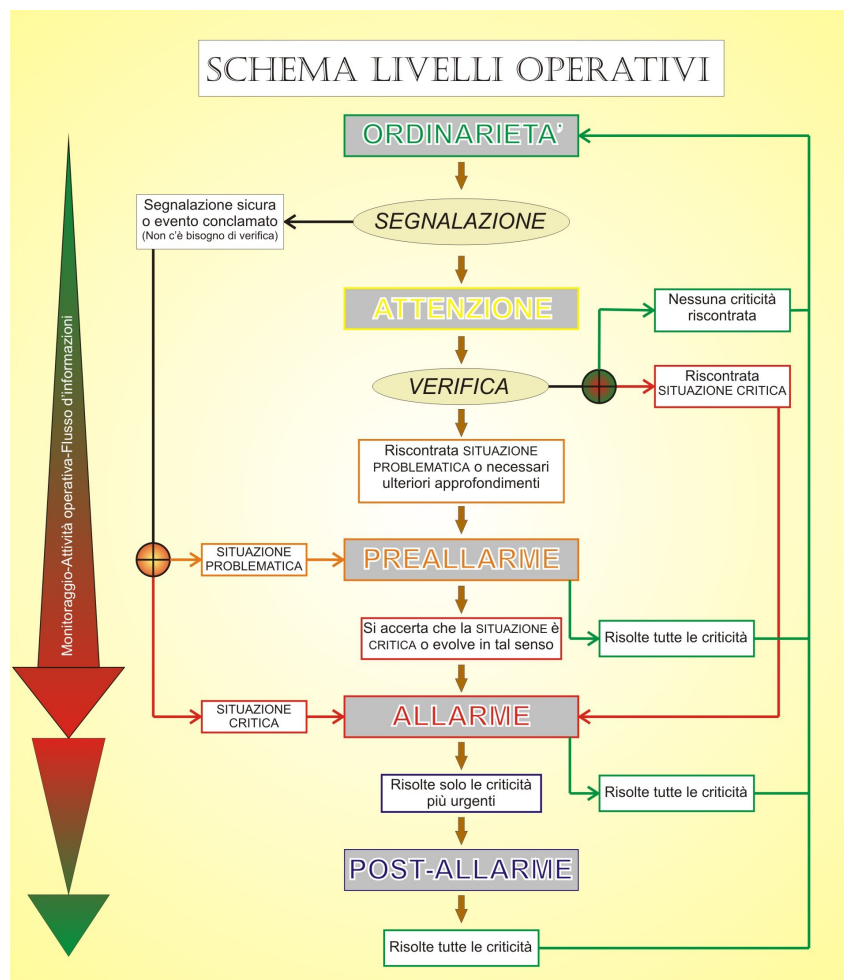 SCHEMA LIVELLI OPERATIVI
ORDINARIETA'
Segnalazione sicura
o evento conclamato
(Non c'è bisogno di verifica)
SEGNALAZIONE
ATTENZIONE
Nessuna criticità
riscontrata
VERIFICA
Riscontrata
SITUAZIONE CRITICA
Riscontrata SITUAZIONE
PROBLEMATICA o necessari
ulteriori approfondimenti
Monitoraggio-Attività operativa-Flusso d'informazioni
SITUAZIONE
PROBLEMATICA
PREALLARME
Si accerta che la SITUAZIONE è
CRITICA o evolve in tal senso
Risolte tutte le criticità
SITUAZIONE
CRITICA
ALLARME
Risolte solo le criticità
più urgenti
Risolte tutte le criticità
POST-ALLARME
Risolte tutte le criticità